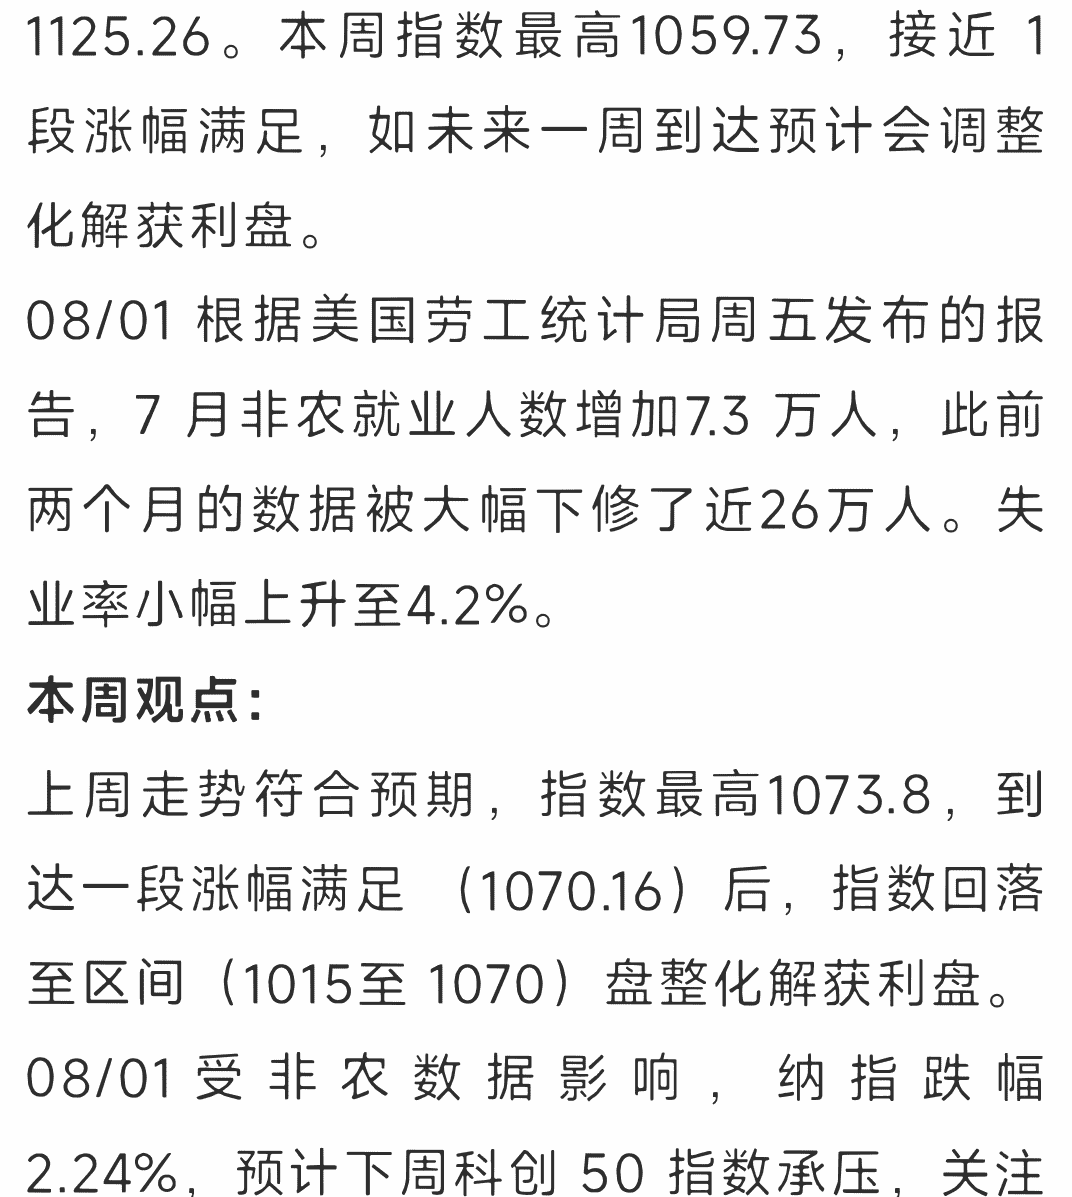 1125.26。本周指数最高1059.73，接近 1
段涨幅满足，如未来一周到达预计会调整
化解获利盘。
08/01 根据美国劳工统计局周五发布的报
告，7 月非农就业人数增加7.3 万人，此前
两个月的数据被大幅下修了近26万人。失
业率小幅上升至4.2%。
本周观点：
上周走势符合预期，指数最高1073.8，到
达一段涨幅满足 （1070.16）后，指数回落
至区间（1015至 1070）盘整化解获利盘。
08/01 受非农数据影响，纳指跌幅
2.24%，预计下周科创 50 指数承压，关注